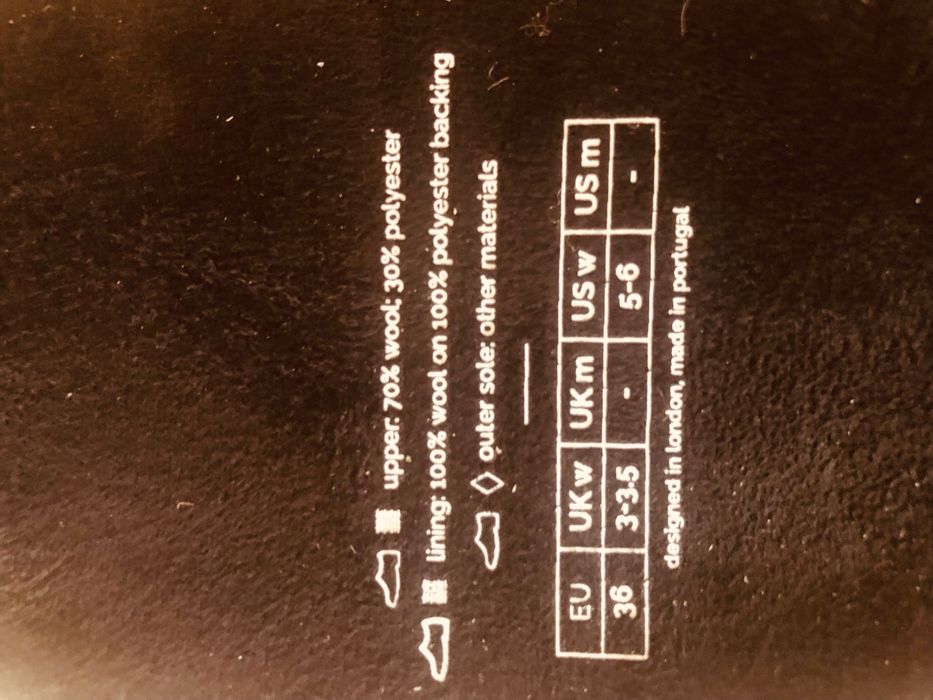 upper: 70% wool; 30% polyester
lining: 100% wool on 100% polyester backing
outer sole: other materials
EU UK w UK m US w US m
36 3-3.5 - 5-6 -
designed in london, made in portugal